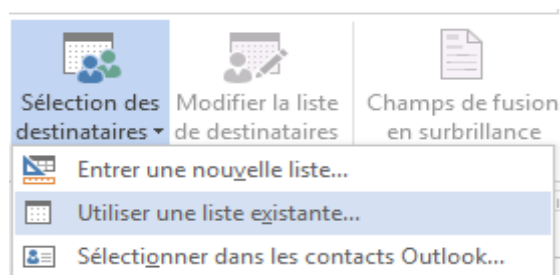 Sélection des
destinataires
Modifier la liste
de destinataires
Champs de fusion
en surbrillance
Entrer une nouvelle liste...
Utiliser une liste existante...
Sélectionner dans les contacts Outlook...